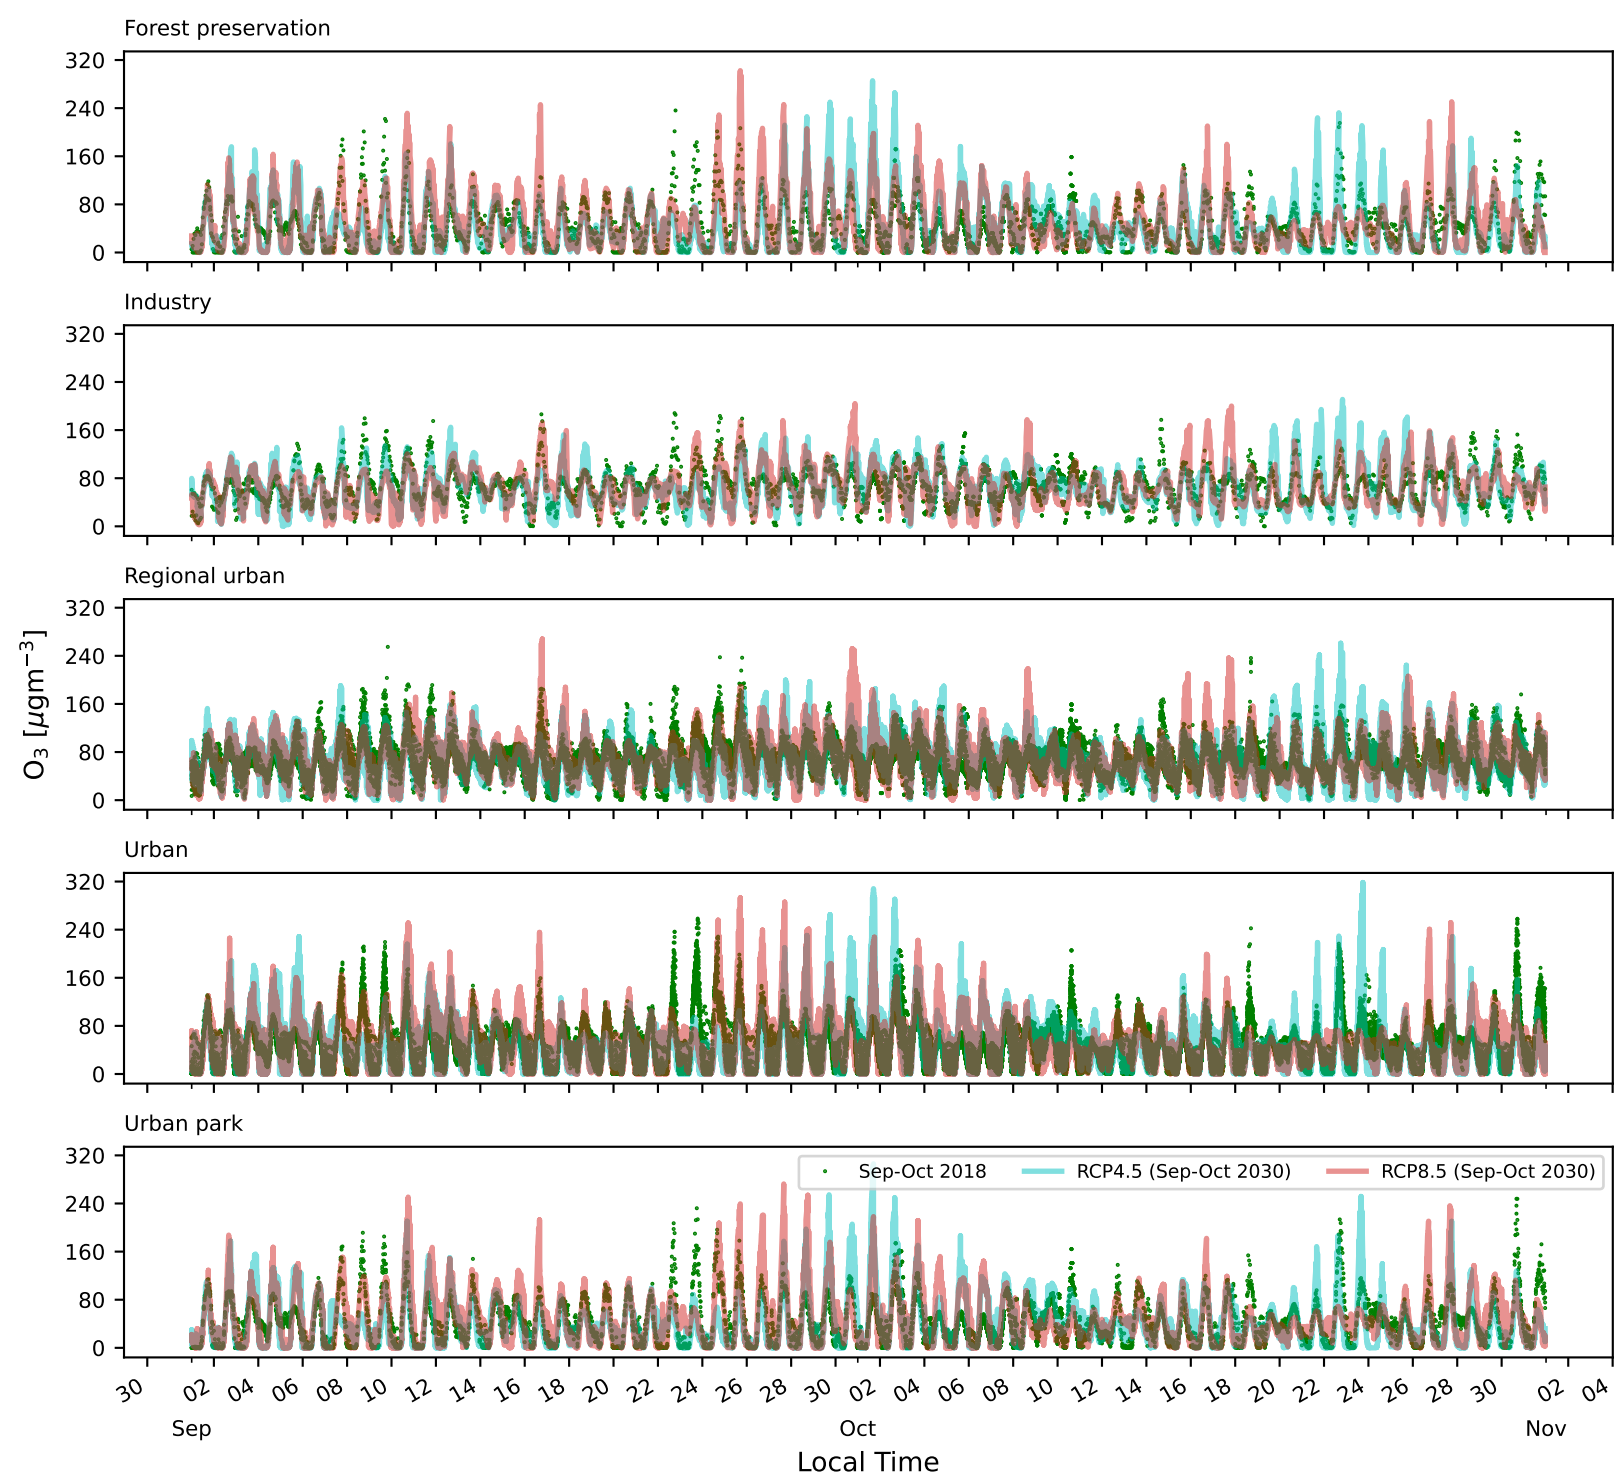 Forest preservation
320
240
160
80
0
Industry
320
240
160
80
0
Regional urban
320
240
160
80
0
O₃ [μgm⁻³]
Urban
320
240
160
80
0
Urban park
320
240
160
80
0
Sep-Oct 2018 RCP4.5 (Sep-Oct 2030) RCP8.5 (Sep-Oct 2030)
30 02 04 06 08 10 12 14 16 18 20 22 24 26 28 30 02 04 06 08 10 12 14 16 18 20 22 24 26 28 30 02 04
Sep Oct Nov
Local Time